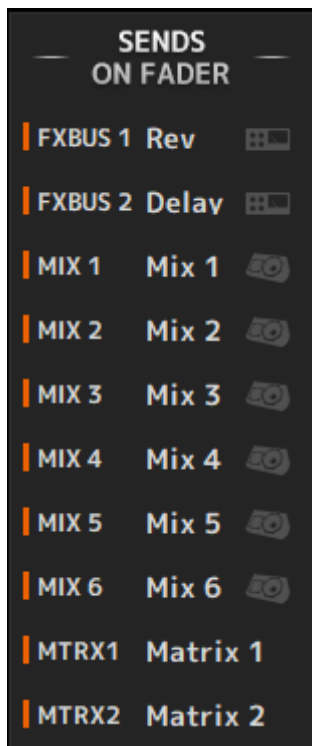 SENDS
ON FADER
FXBUS 1 Rev
FXBUS 2 Delay
MIX 1 Mix 1
MIX 2 Mix 2
MIX 3 Mix 3
MIX 4 Mix 4
MIX 5 Mix 5
MIX 6 Mix 6
MTRX1 Matrix 1
MTRX2 Matrix 2